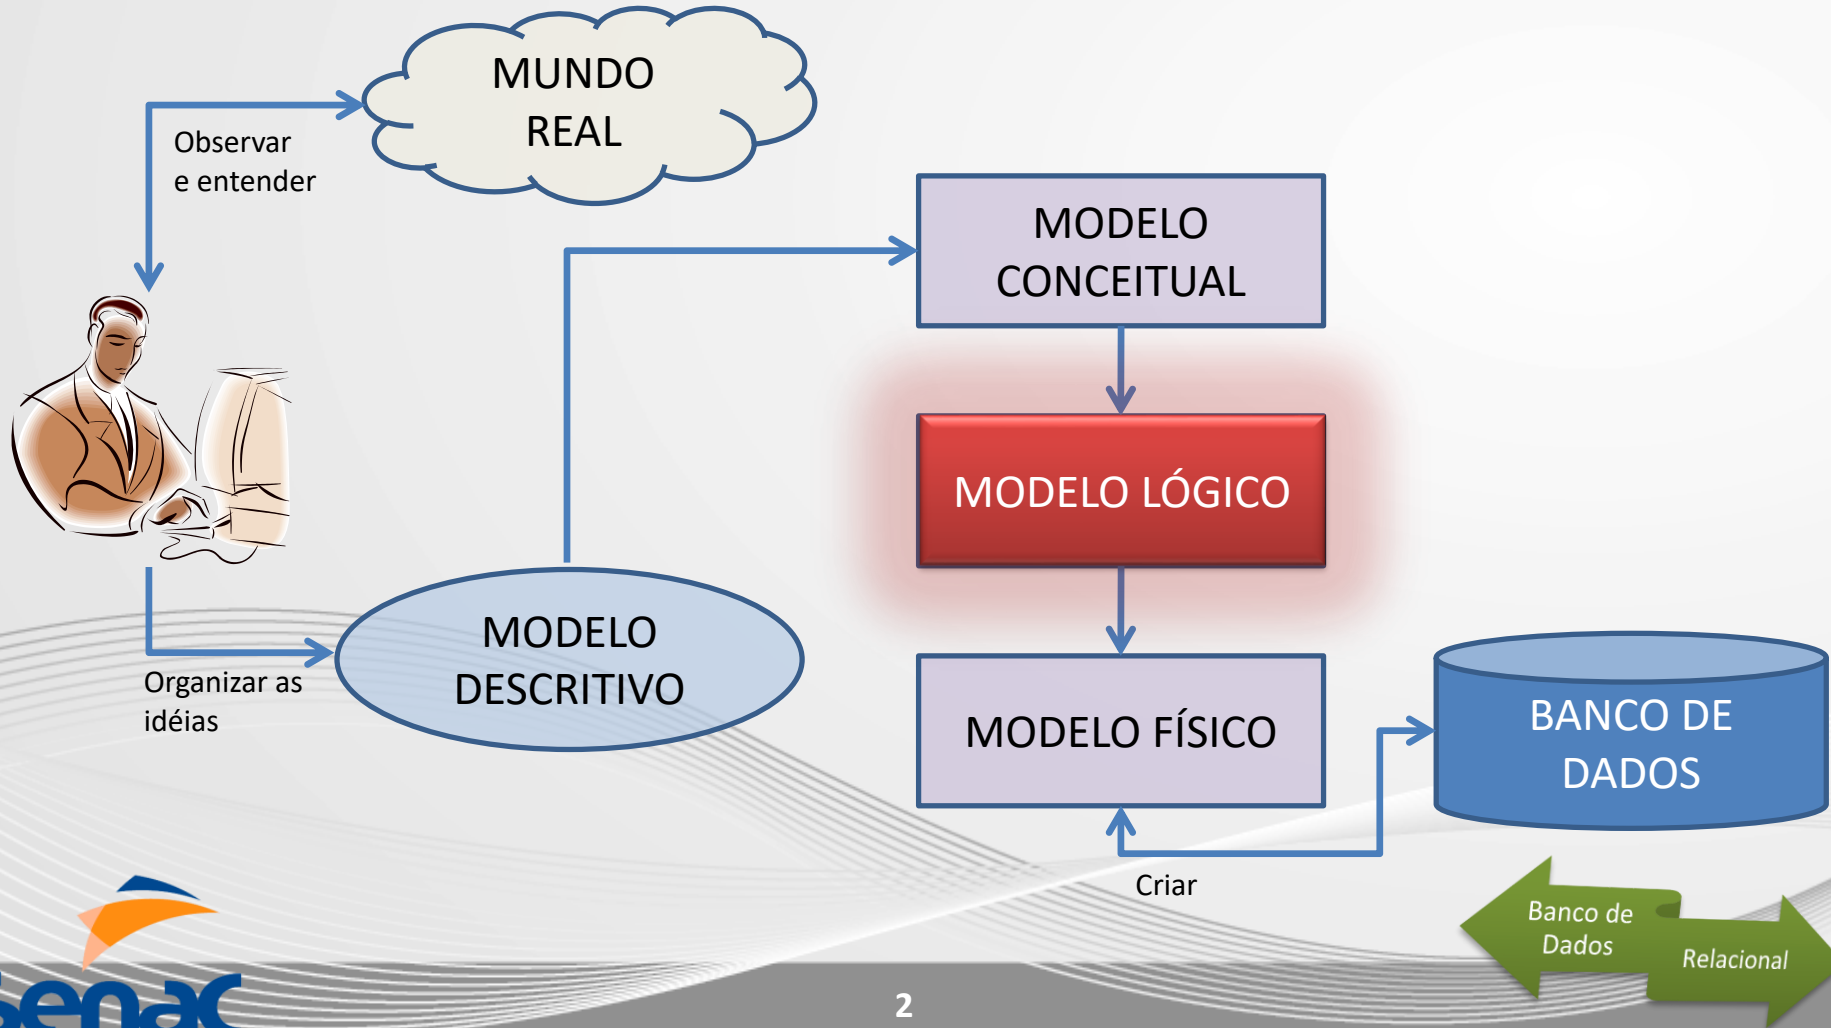 MUNDO
REAL
Observar
e entender
MODELO
CONCEITUAL
MODELO LÓGICO
MODELO
DESCRITIVO
Organizar as
idéias
MODELO FÍSICO
BANCO DE
DADOS
Criar
Banco de
Dados
Relacional
senac
2